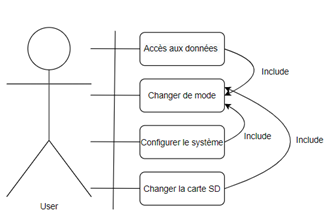 Accès aux données
Include
Changer de mode
Configurer le système
Include
Include
Changer la carte SD
User